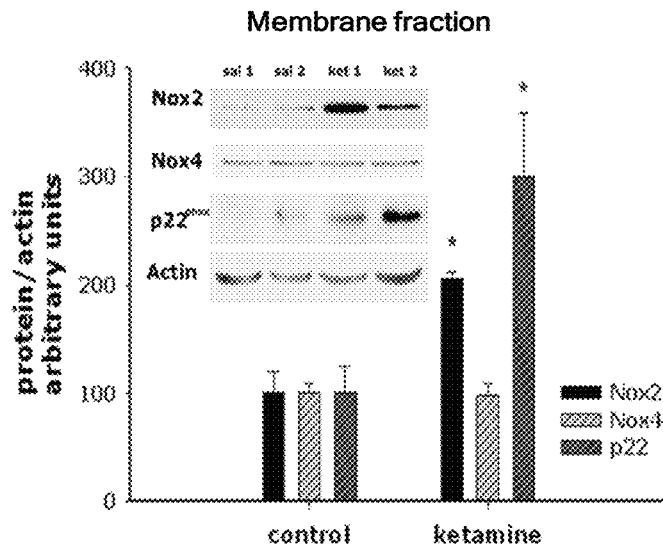 Membrane fraction
400
300
200
100
0
protein/actin
arbitrary units
sal 1 sal 2 ket 1 ket 2
Nox2
Nox4
p22phox
Actin
*
*
Nox2
Nox4
p22
control ketamine